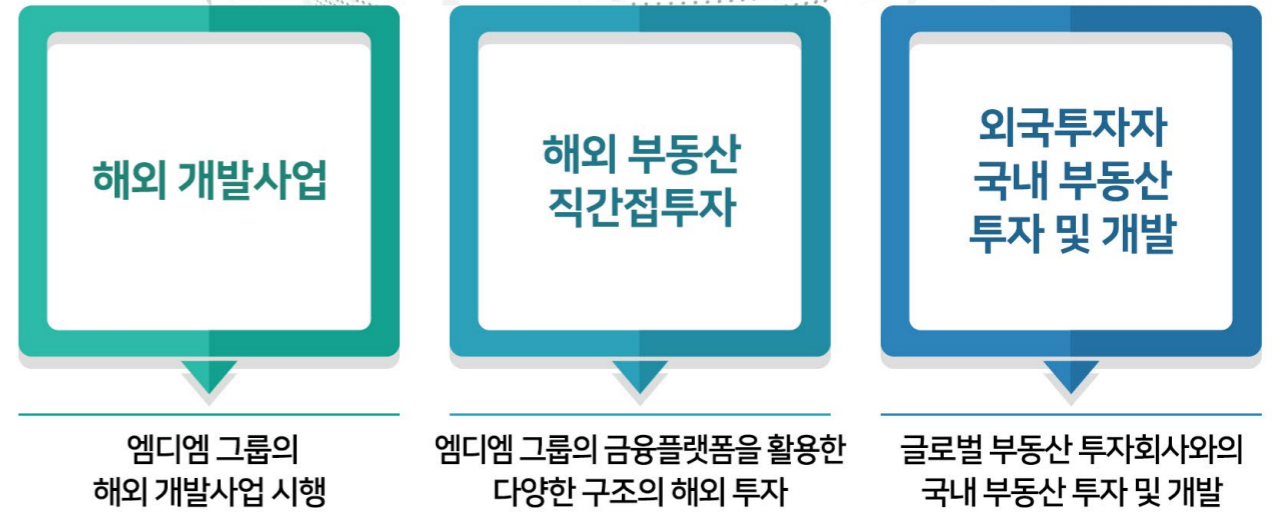 해외 개발사업
엠디엠 그룹의
해외 개발사업 시행
해외 부동산
직간접투자
엠디엠 그룹의 금융플랫폼을 활용한
다양한 구조의 해외 투자
외국투자자
국내 부동산
투자 및 개발
글로벌 부동산 투자회사와의
국내 부동산 투자 및 개발